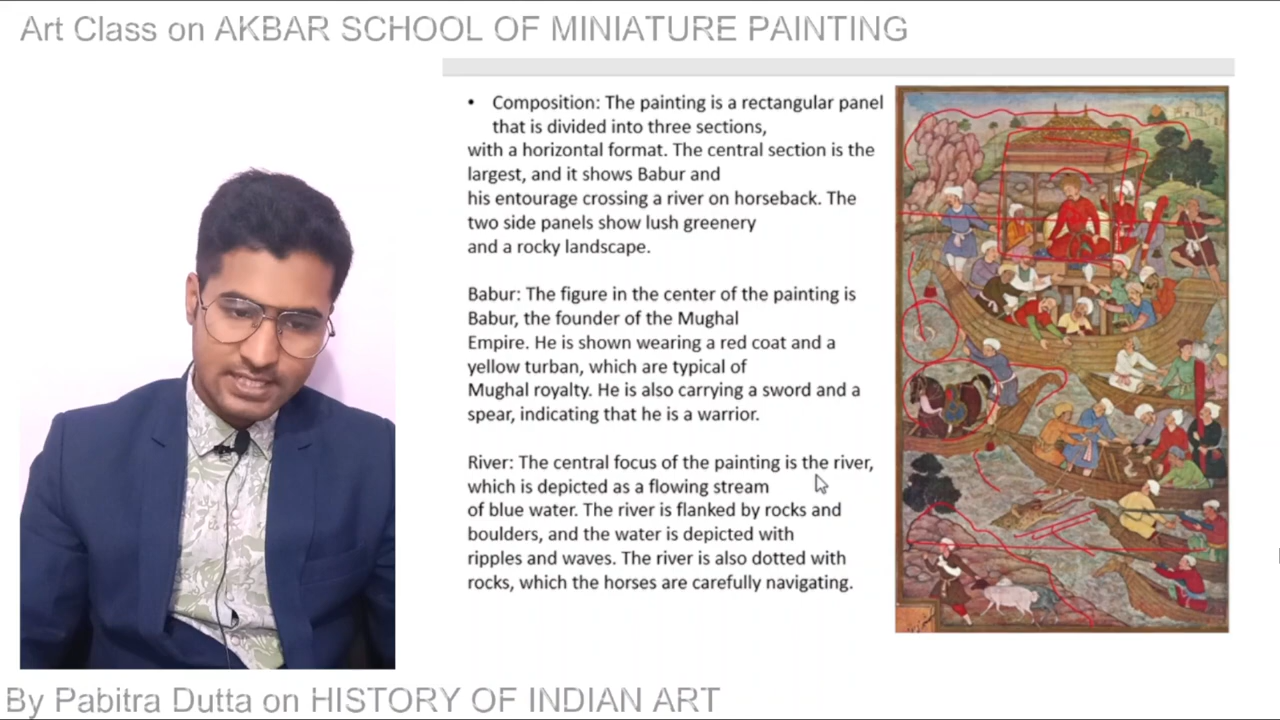 Art Class on AKBAR SCHOOL OF MINIATURE PAINTING
• Composition: The painting is a rectangular panel
that is divided into three sections,
with a horizontal format. The central section is the
largest, and it shows Babur and
his entourage crossing a river on horseback. The
two side panels show lush greenery
and a rocky landscape.
Babur: The figure in the center of the painting is
Babur, the founder of the Mughal
Empire. He is shown wearing a red coat and a
yellow turban, which are typical of
Mughal royalty. He is also carrying a sword and a
spear, indicating that he is a warrior.
River: The central focus of the painting is the river,
which is depicted as a flowing stream
of blue water. The river is flanked by rocks and
boulders, and the water is depicted with
ripples and waves. The river is also dotted with
rocks, which the horses are carefully navigating.
By Pabitra Dutta on HISTORY OF INDIAN ART